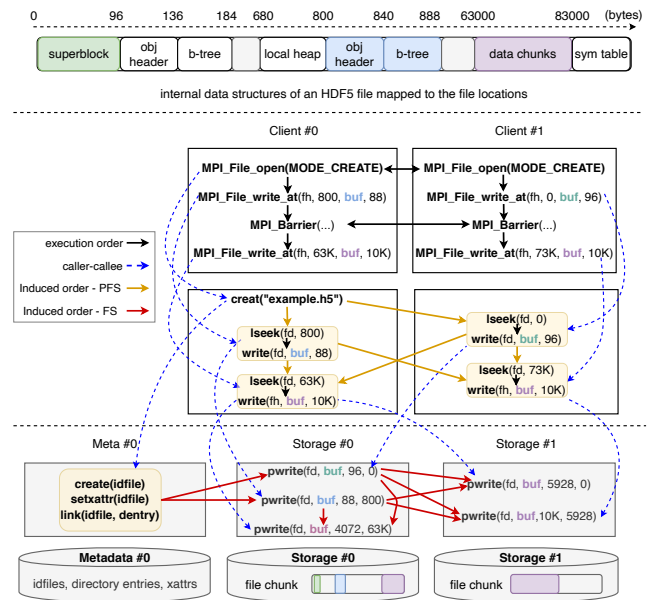 0 96 136 184 680 800 840 888 63000 83000 (bytes)
superblock
obj header
b-tree
local heap
obj header
b-tree
data chunks
sym table
internal data structures of an HDF5 file mapped to the file locations
Client #0
Client #1
MPI_File_open(MODE_CREATE)
MPI_File_write_at(fh, 800, buf, 88)
MPI_Barrier(...)
MPI_File_write_at(fh, 63K, buf, 10K)
MPI_File_open(MODE_CREATE)
MPI_File_write_at(fh, 0, buf, 96)
MPI_Barrier(...)
MPI_File_write_at(fh, 73K, buf, 10K)
execution order
caller-callee
Induced order - PFS
Induced order - FS
creat("example.h5")
lseek(fd, 800)
write(fd, buf, 88)
lseek(fd, 63K)
write(fh, buf, 10K)
lseek(fd, 0)
write(fd, buf, 96)
lseek(fd, 73K)
write(fh, buf, 10K)
Meta #0
Storage #0
Storage #1
create(idfile)
setxattr(idfile)
link(idfile, dentry)
pwrite(fd, buf, 96, 0)
pwrite(fd, buf, 88, 800)
pwrite(fd, buf, 4072, 63K)
pwrite(fd, buf, 5928, 0)
pwrite(fd, buf,10K, 5928)
Metadata #0
idfiles, directory entries, xattrs
Storage #0
file chunk
Storage #1
file chunk